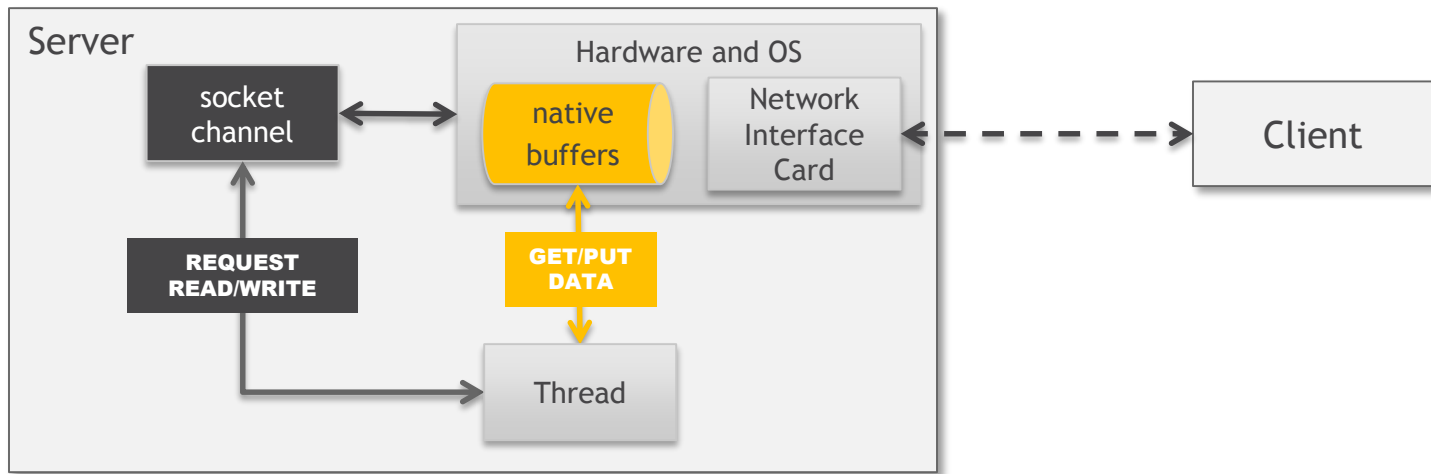 Server
Hardware and OS
socket
channel
native
buffers
Network
Interface
Card
Client
REQUEST
READ/WRITE
GET/PUT
DATA
Thread